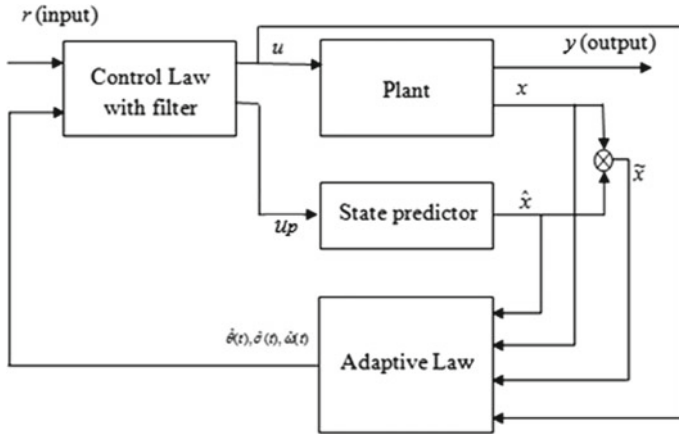 r (input)
u
y (output)
Control Law
with filter
Plant
x
x̃
x̂
State predictor
Up
θ̂(t), σ̂(t), ω̂(t)
Adaptive Law